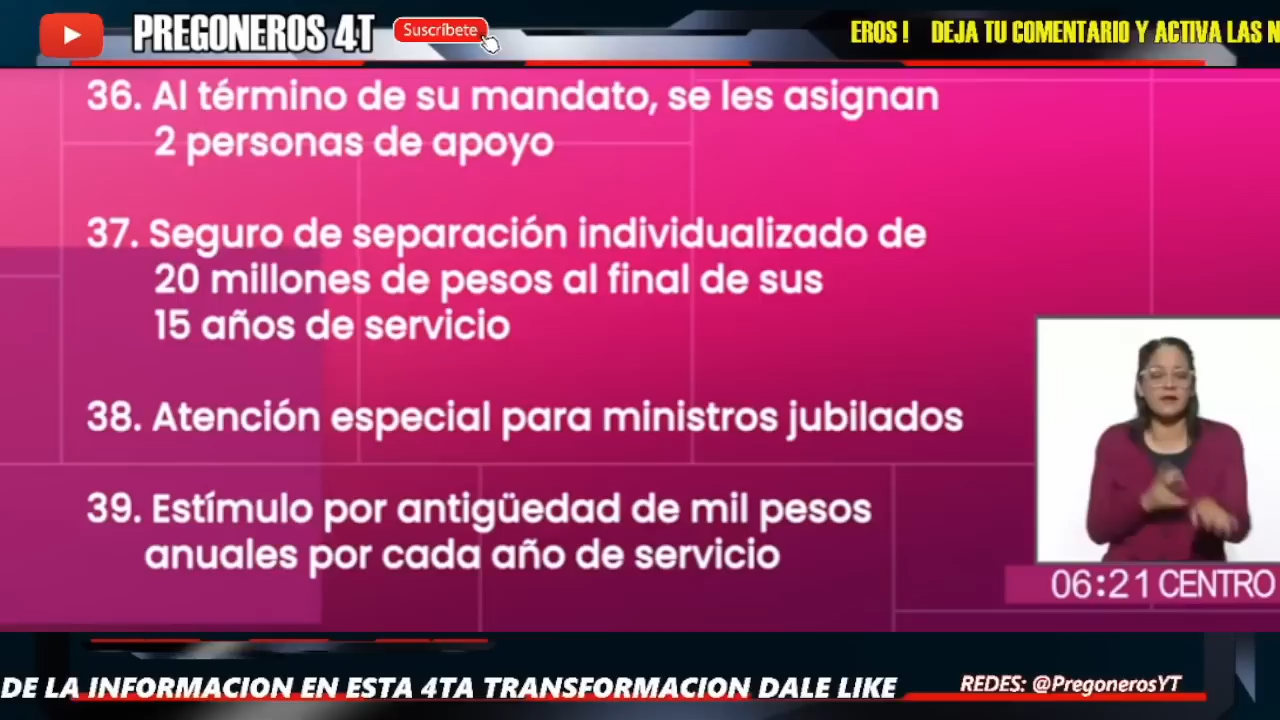 PREGONEROS 4T
Suscríbete
EROS ! DEJA TU COMENTARIO Y ACTIVA LAS N
36. Al término de su mandato, se les asignan
2 personas de apoyo
37. Seguro de separación individualizado de
20 millones de pesos al final de sus
15 años de servicio
38. Atención especial para ministros jubilados
39. Estímulo por antigüedad de mil pesos
anuales por cada año de servicio
06:21 CENTRO
DE LA INFORMACION EN ESTA 4TA TRANSFORMACION DALE LIKE
REDES: @PregonerosYT